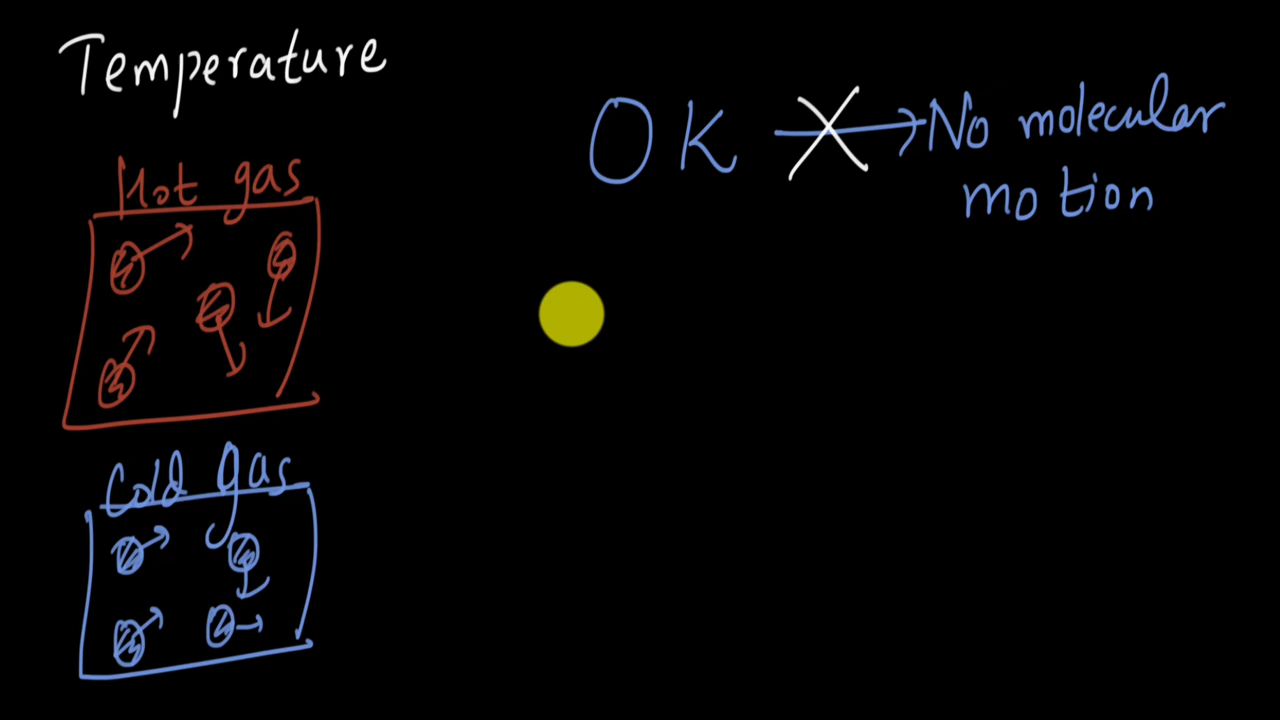 Temperature
Hot gas
Cold gas
0 K → No molecular
motion